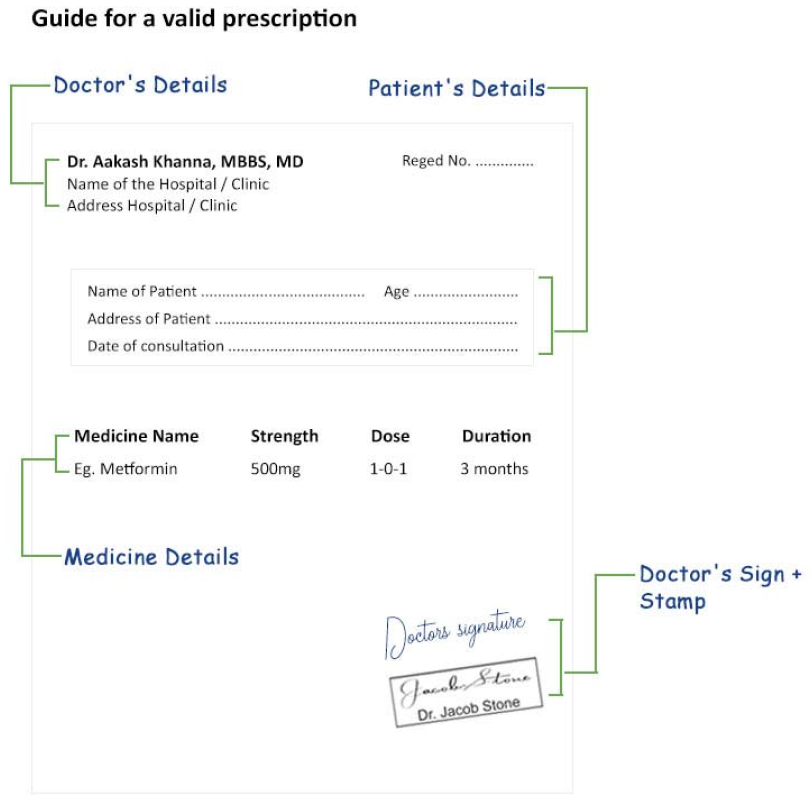 Guide for a valid prescription
Doctor's Details
Patient's Details
Dr. Aakash Khanna, MBBS, MD
Reged No. ..............
Name of the Hospital / Clinic
Address Hospital / Clinic
Name of Patient ...................................... Age ........................
Address of Patient ......................................................................
Date of consultation ...................................................................
Medicine Name Strength Dose Duration
Eg. Metformin 500mg 1-0-1 3 months
Medicine Details
Doctor's Sign +
Stamp
Doctors signature
Jacob Stone
Dr. Jacob Stone